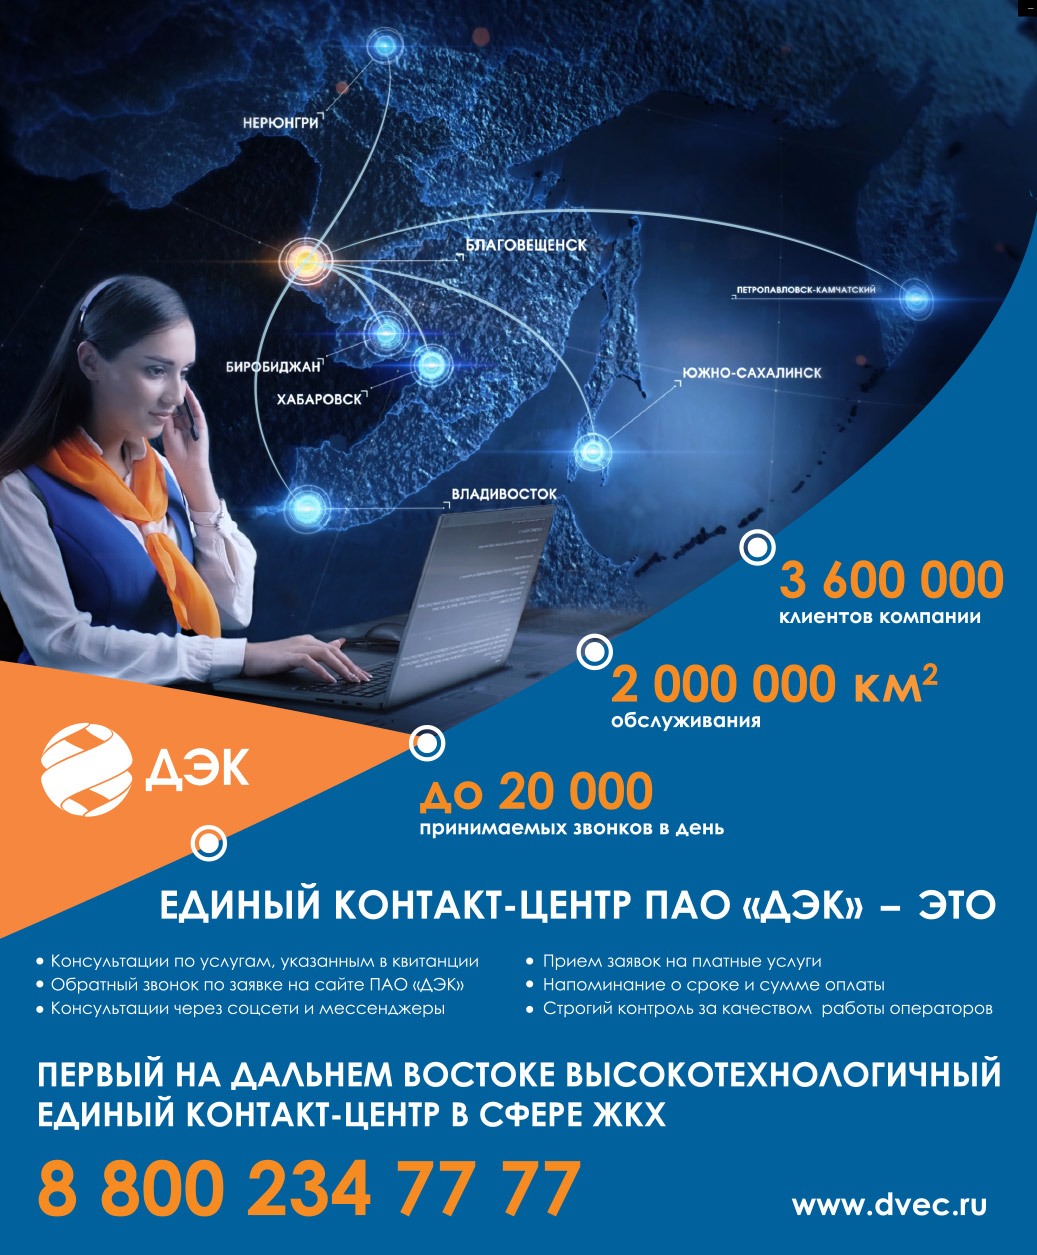 НЕРЮНГРИ
БЛАГОВЕЩЕНСК
ПЕТРОПАВЛОВСК-КАМЧАТСКИЙ
БИРОБИДЖАН
ЮЖНО-САХАЛИНСК
ХАБАРОВСК
ВЛАДИВОСТОК
3 600 000
клиентов компании
2 000 000 км²
обслуживания
ДЭК
до 20 000
принимаемых звонков в день
ЕДИНЫЙ КОНТАКТ-ЦЕНТР ПАО «ДЭК» – ЭТО
• Консультации по услугам, указанным в квитанции
• Обратный звонок по заявке на сайте ПАО «ДЭК»
• Консультации через соцсети и мессенджеры
• Прием заявок на платные услуги
• Напоминание о сроке и сумме оплаты
• Строгий контроль за качеством работы операторов
ПЕРВЫЙ НА ДАЛЬНЕМ ВОСТОКЕ ВЫСОКОТЕХНОЛОГИЧНЫЙ
ЕДИНЫЙ КОНТАКТ-ЦЕНТР В СФЕРЕ ЖКХ
8 800 234 77 77
www.dvec.ru